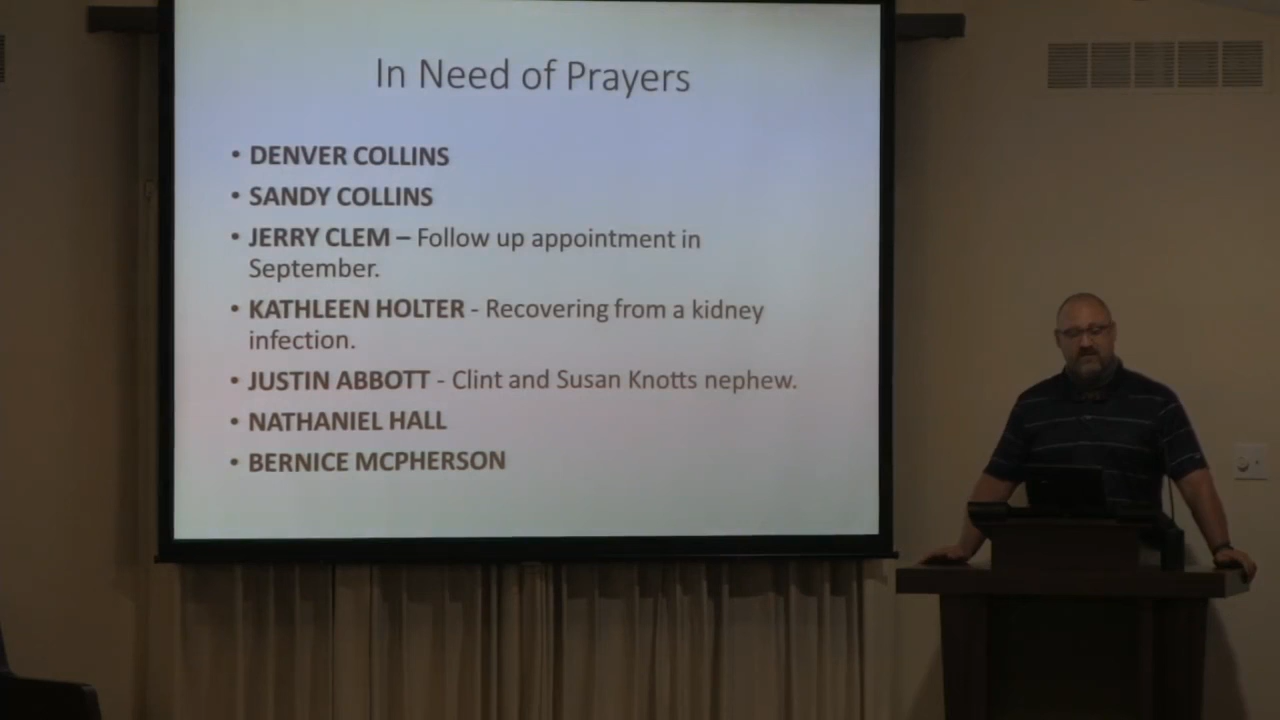 In Need of Prayers
• DENVER COLLINS
• SANDY COLLINS
• JERRY CLEM – Follow up appointment in
September.
• KATHLEEN HOLTER - Recovering from a kidney
infection.
• JUSTIN ABBOTT - Clint and Susan Knotts nephew.
• NATHANIEL HALL
• BERNICE MCPHERSON